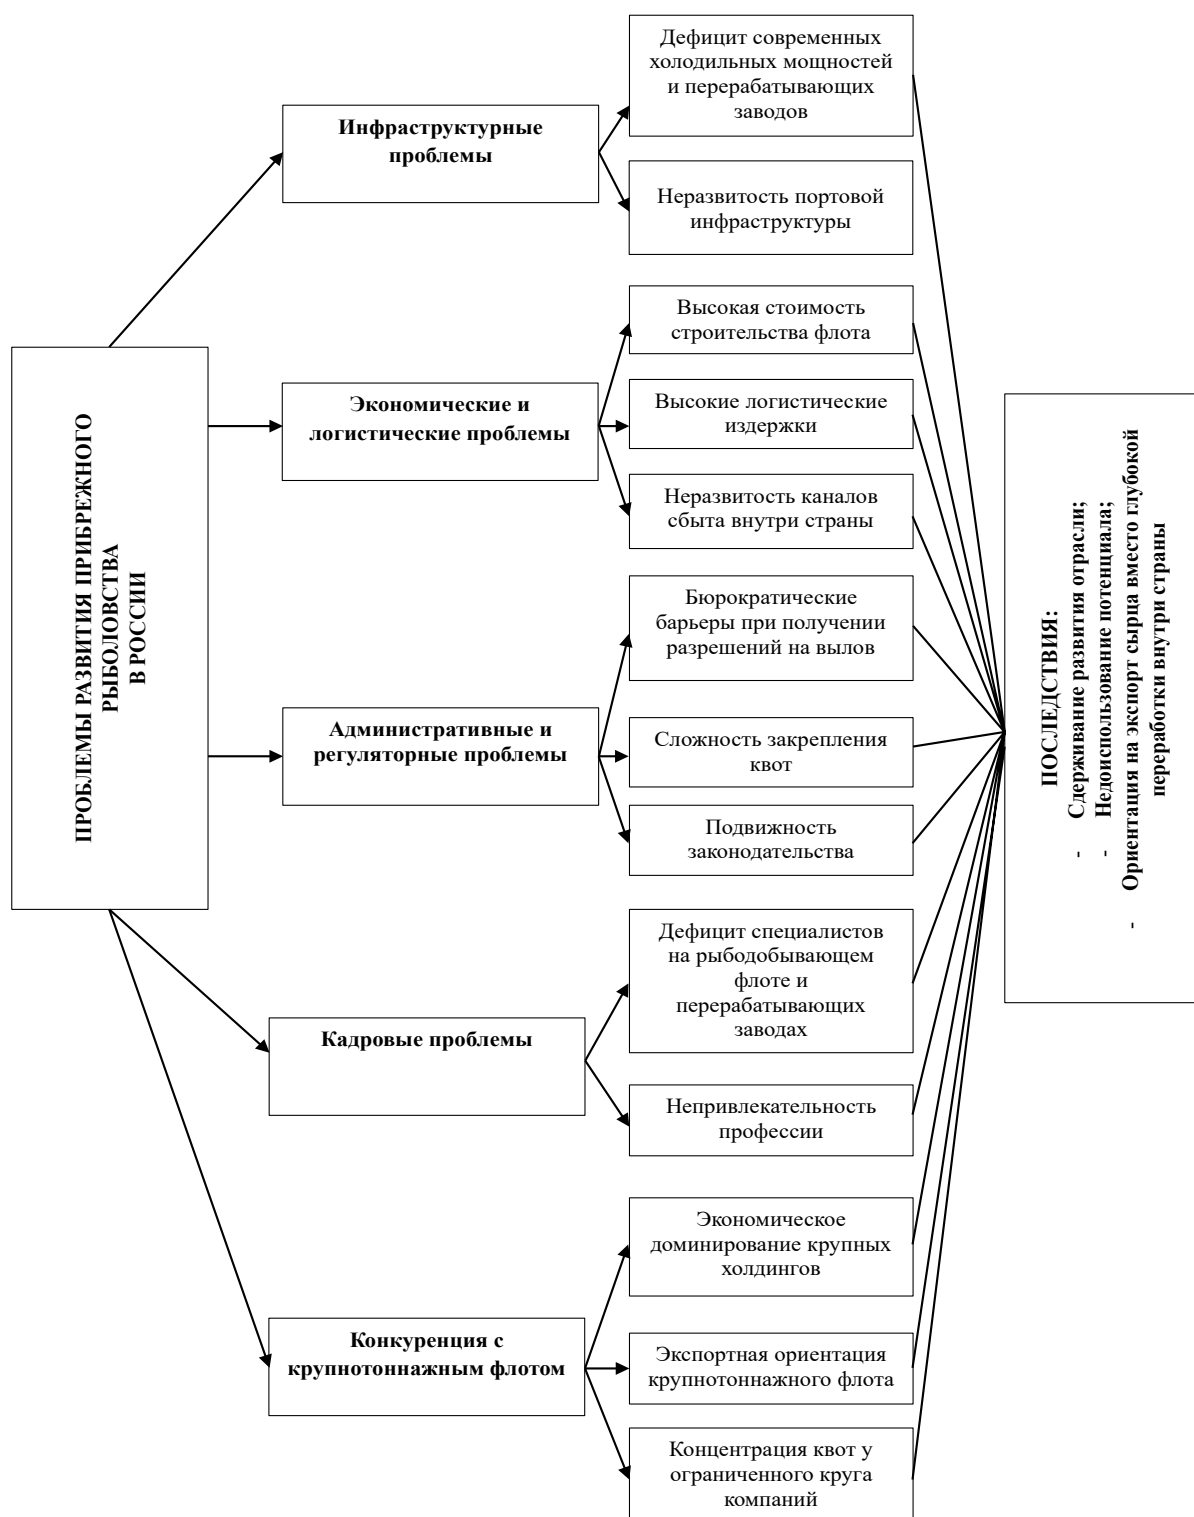 ПРОБЛЕМЫ РАЗВИТИЯ ПРИБРЕЖНОГО
РЫБОЛОВСТВА
В РОССИИ
Инфраструктурные
проблемы
Дефицит современных
холодильных мощностей
и перерабатывающих
заводов
Неразвитость портовой
инфраструктуры
Экономические и
логистические проблемы
Высокая стоимость
строительства флота
Высокие логистические
издержки
Неразвитость каналов
сбыта внутри страны
Административные и
регуляторные проблемы
Бюрократические
барьеры при получении
разрешений на вылов
Сложность закрепления
квот
Подвижность
законодательства
Кадровые проблемы
Дефицит специалистов
на рыбодобывающем
флоте и
перерабатывающих
заводах
Непривлекательность
профессии
Конкуренция с
крупнотоннажным флотом
Экономическое
доминирование крупных
холдингов
Экспортная ориентация
крупнотоннажного флота
Концентрация квот у
ограниченного круга
компаний
ПОСЛЕДСТВИЯ:
- Сдерживание развития отрасли;
- Недоиспользование потенциала;
- Ориентация на экспорт сырца вместо глубокой
переработки внутри страны